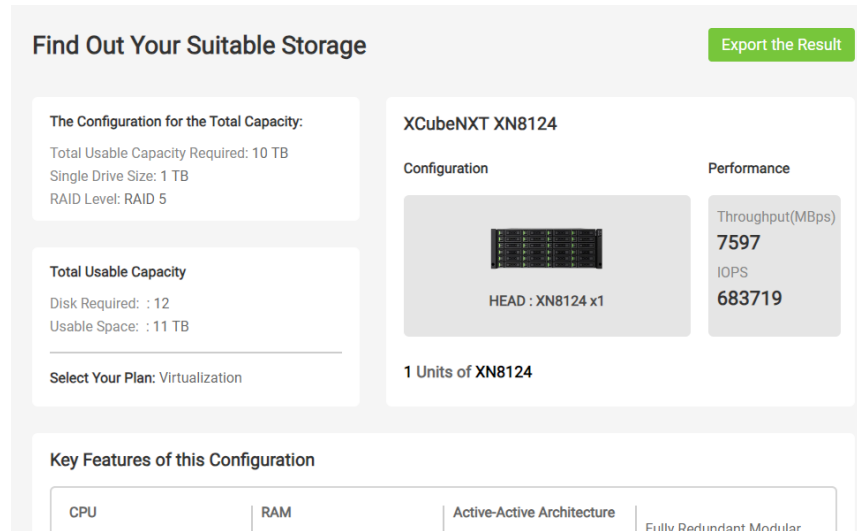 Find Out Your Suitable Storage
Export the Result
The Configuration for the Total Capacity:
Total Usable Capacity Required: 10 TB
Single Drive Size: 1 TB
RAID Level: RAID 5
Total Usable Capacity
Disk Required: : 12
Usable Space: : 11 TB
Select Your Plan: Virtualization
XCubeNXT XN8124
Configuration
HEAD : XN8124 x1
Performance
Throughput(MBps)
7597
IOPS
683719
1 Units of XN8124
Key Features of this Configuration
CPU
RAM
Active-Active Architecture
Fully Redundant Modular